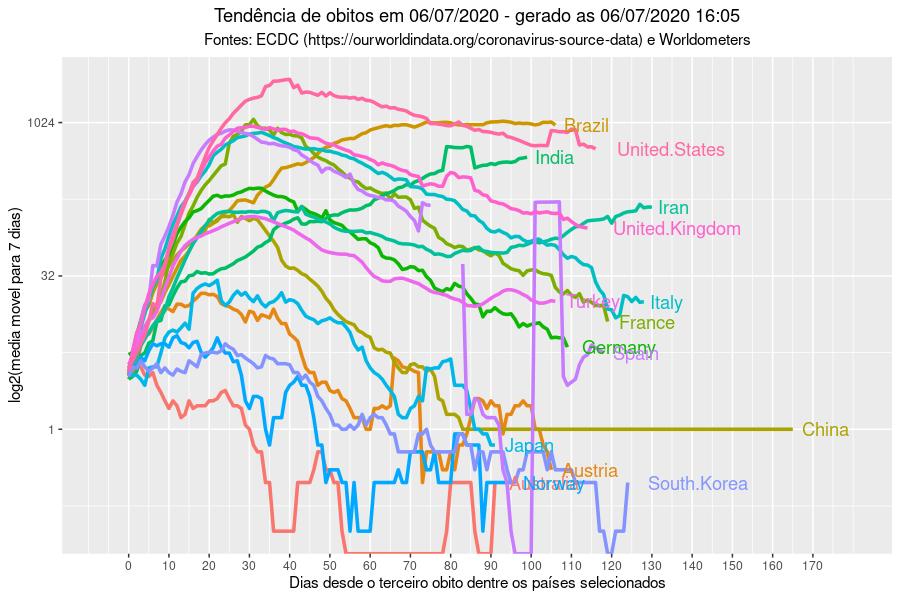 Tendência de obitos em 06/07/2020 - gerado as 06/07/2020 16:05
Fontes: ECDC (https://ourworldindata.org/coronavirus-source-data) e Worldometers
log2(media movel para 7 dias)
1024
32
1
Brazil
United.States
India
Iran
United.Kingdom
Turkey
Italy
France
Germany
Spain
China
Japan
Austria
Australia
Norway
South.Korea
0 10 20 30 40 50 60 70 80 90 100 110 120 130 140 150 160 170
Dias desde o terceiro obito dentre os países selecionados